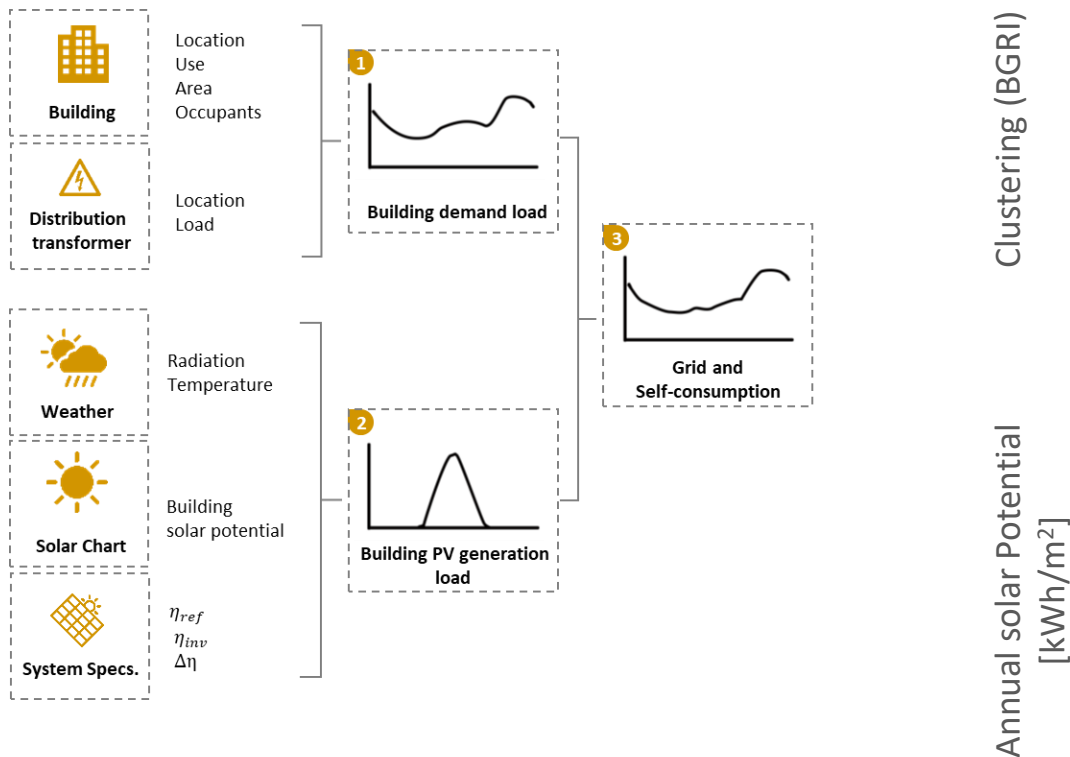 Building
Location
Use
Area
Occupants
Distribution
transformer
Location
Load
1
Building demand load
Weather
Radiation
Temperature
Solar Chart
Building
solar potential
System Specs.
η_ref
η_inv
Δη
2
Building PV generation
load
3
Grid and
Self-consumption
Clustering (BGRI)
Annual solar Potential
[kWh/m²]